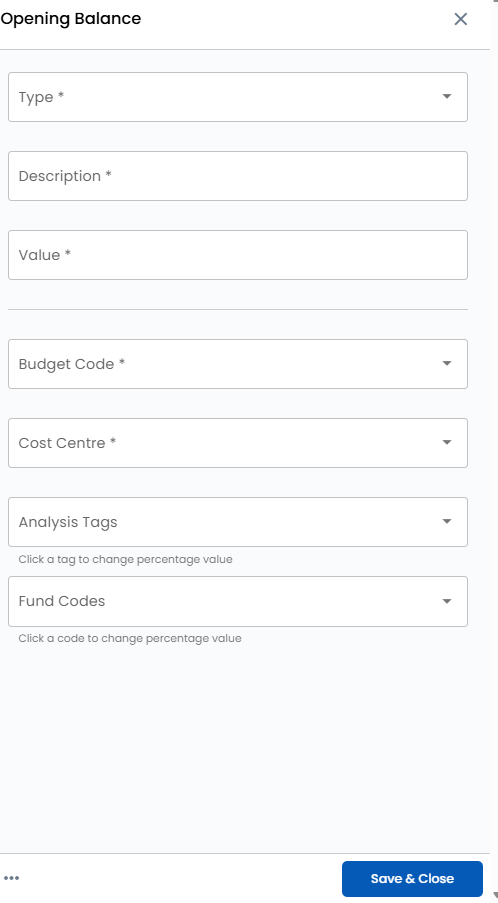 Opening Balance
Type *
Description *
Value *
Budget Code *
Cost Centre *
Analysis Tags
Click a tag to change percentage value
Fund Codes
Click a code to change percentage value
Save & Close